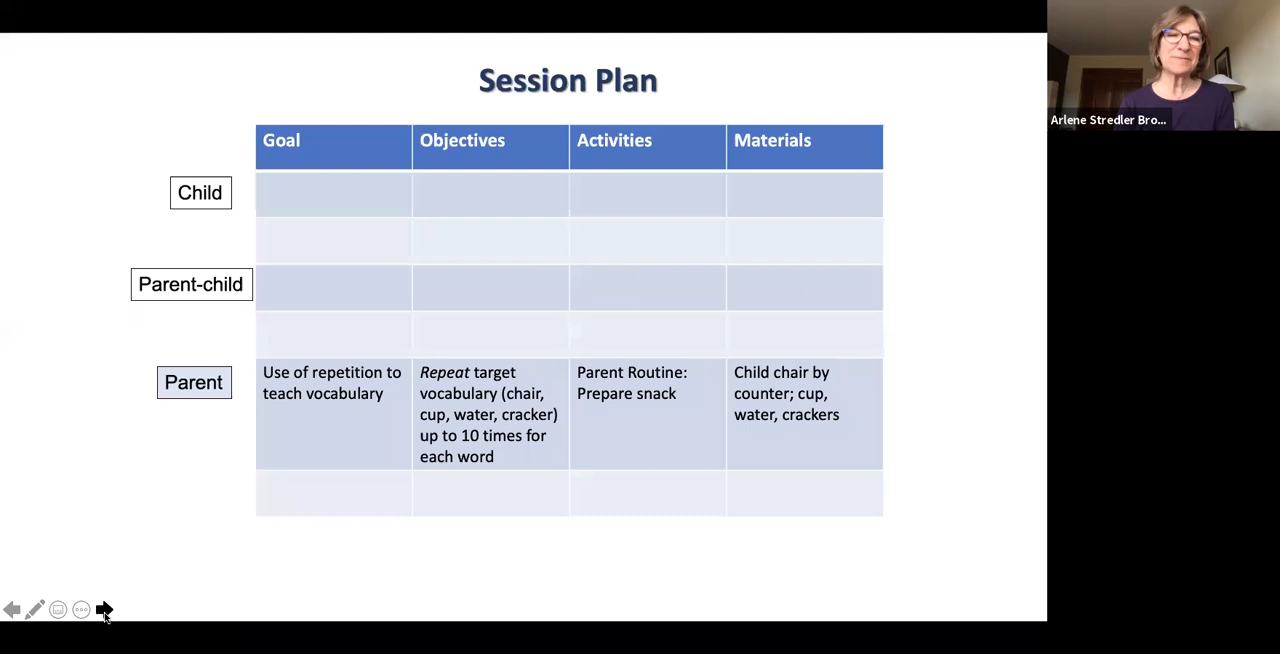 Session Plan
Arlene Stredler Bro...
Goal Objectives Activities Materials
Child
Parent-child
Parent
Use of repetition to
teach vocabulary
Repeat target
vocabulary (chair,
cup, water, cracker)
up to 10 times for
each word
Parent Routine:
Prepare snack
Child chair by
counter; cup,
water, crackers